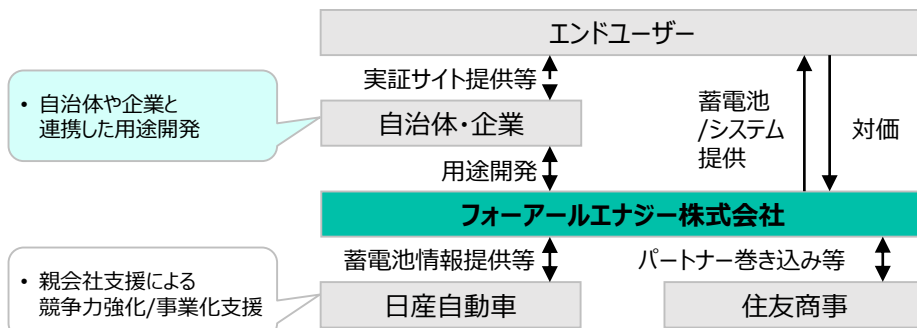 エンドユーザー
実証サイト提供等
• 自治体や企業と
連携した用途開発
自治体・企業
蓄電池
/システム
提供
対価
用途開発
フォーアールエナジー株式会社
蓄電池情報提供等
パートナー巻き込み等
• 親会社支援による
競争力強化/事業化支援
日産自動車
住友商事